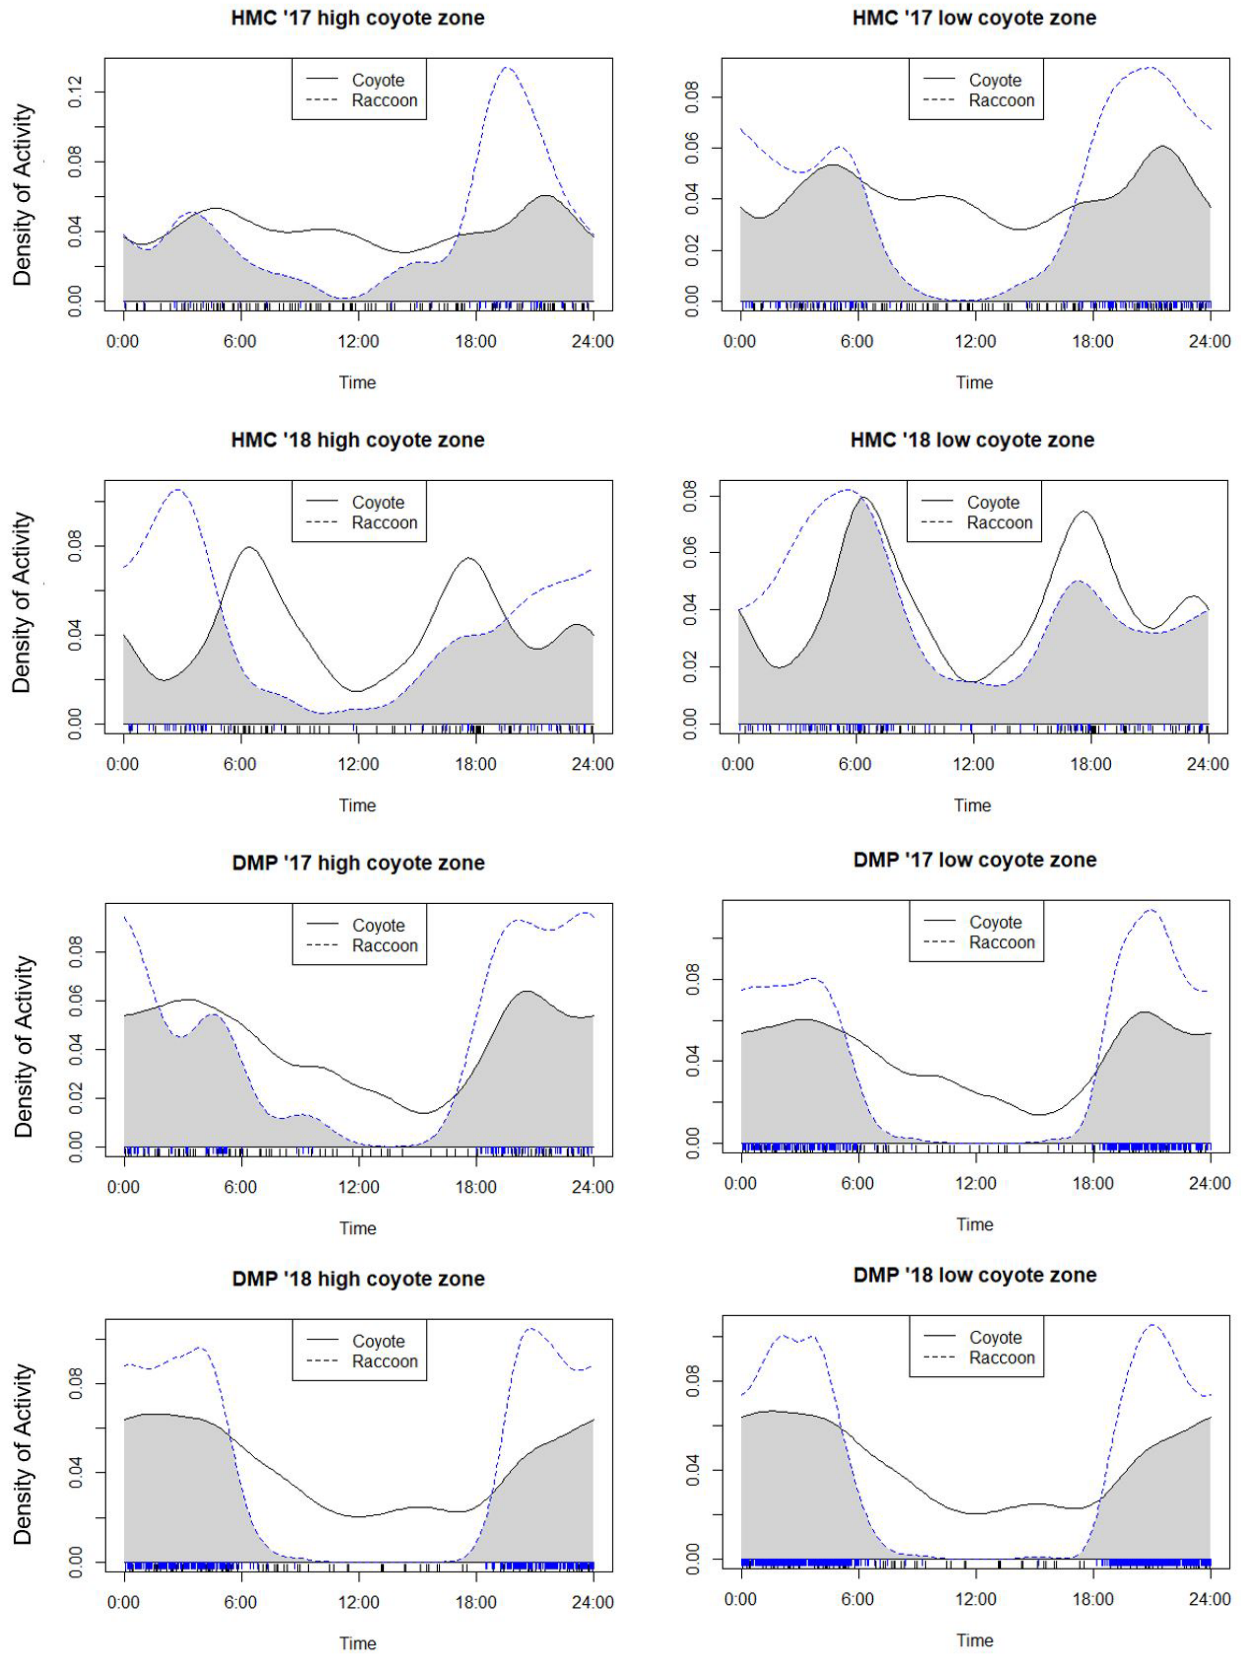 HMC '17 high coyote zone
HMC '17 low coyote zone
Density of Activity
0.00 0.04 0.08 0.12
Coyote
Raccoon
0:00 6:00 12:00 18:00 24:00
Time
0.00 0.02 0.04 0.06 0.08
Coyote
Raccoon
0:00 6:00 12:00 18:00 24:00
Time
HMC '18 high coyote zone
HMC '18 low coyote zone
Density of Activity
0.00 0.04 0.08
Coyote
Raccoon
0:00 6:00 12:00 18:00 24:00
Time
0.00 0.02 0.04 0.06 0.08
Coyote
Raccoon
0:00 6:00 12:00 18:00 24:00
Time
DMP '17 high coyote zone
DMP '17 low coyote zone
Density of Activity
0.00 0.02 0.04 0.06 0.08
Coyote
Raccoon
0:00 6:00 12:00 18:00 24:00
Time
0.00 0.04 0.08
Coyote
Raccoon
0:00 6:00 12:00 18:00 24:00
Time
DMP '18 high coyote zone
DMP '18 low coyote zone
Density of Activity
0.00 0.04 0.08
Coyote
Raccoon
0:00 6:00 12:00 18:00 24:00
Time
0.00 0.04 0.08
Coyote
Raccoon
0:00 6:00 12:00 18:00 24:00
Time